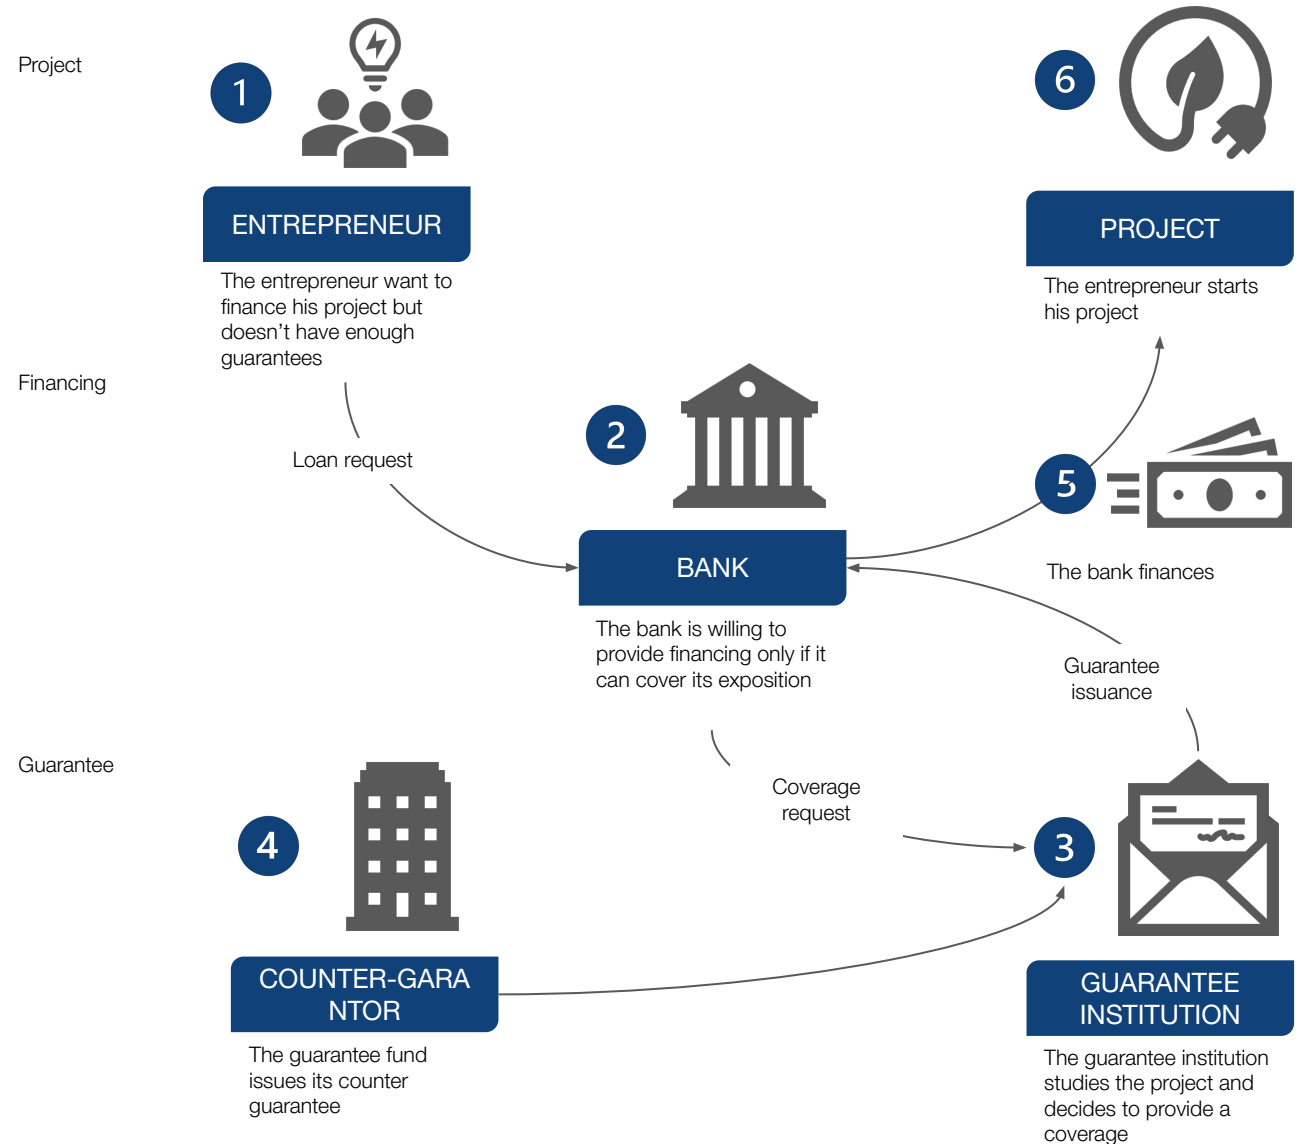 Project
1
ENTREPRENEUR
The entrepreneur want to
finance his project but
doesn't have enough
guarantees
6
PROJECT
The entrepreneur starts
his project
Financing
Loan request
2
BANK
The bank is willing to
provide financing only if it
can cover its exposition
5
The bank finances
Guarantee
issuance
Guarantee
Coverage
request
4
COUNTER-GARA
NTOR
The guarantee fund
issues its counter
guarantee
3
GUARANTEE
INSTITUTION
The guarantee institution
studies the project and
decides to provide a
coverage